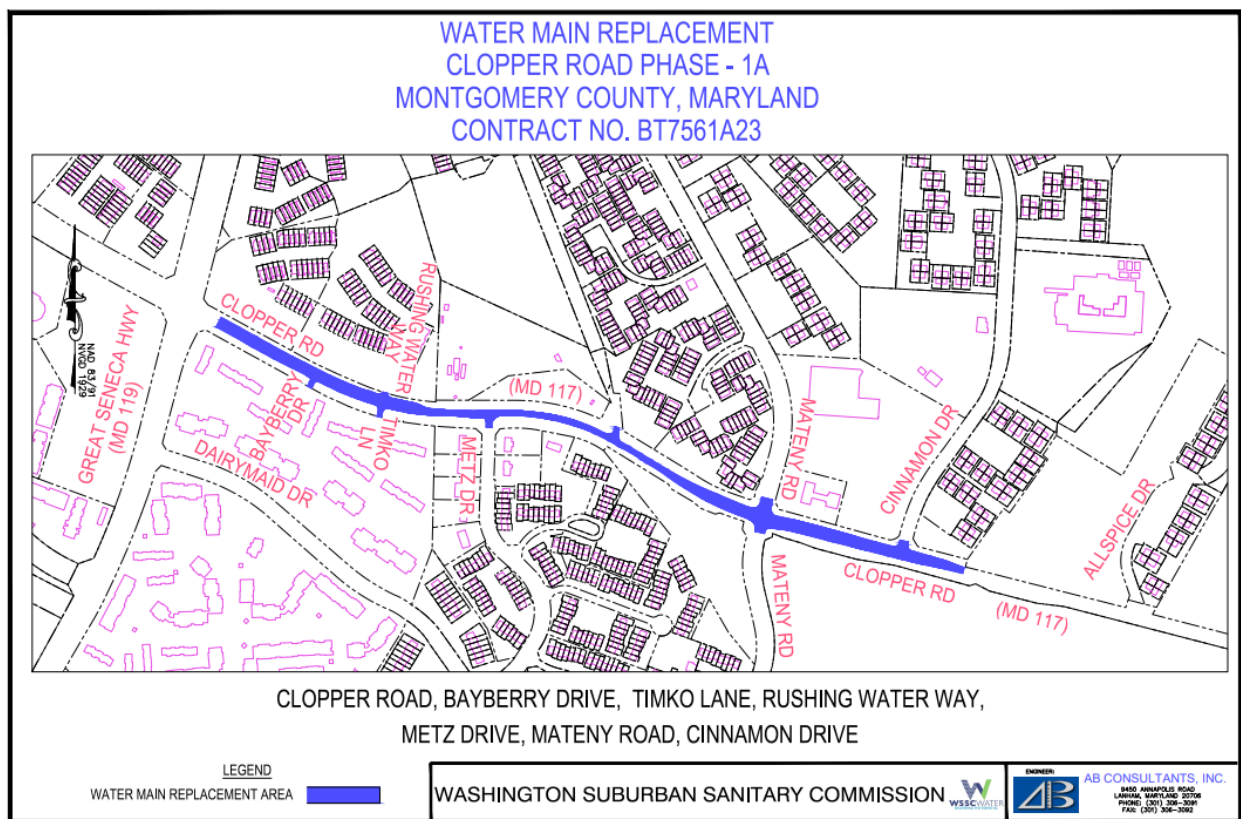 WATER MAIN REPLACEMENT
CLOPPER ROAD PHASE - 1A
MONTGOMERY COUNTY, MARYLAND
CONTRACT NO. BT7561A23
CLOPPER RD
RUSHING WATER
WAY
NAD 83/91
NVGD 1929
GREAT SENECA HWY
(MD 119)
BAYBERRY
DR
TIMKO
LN
DAIRYMAID DR
METZ DR
(MD 117)
MATENY RD
CINNAMON DR
ALLSPICE DR
MATENY RD
CLOPPER RD
(MD 117)
CLOPPER ROAD, BAYBERRY DRIVE, TIMKO LANE, RUSHING WATER WAY,
METZ DRIVE, MATENY ROAD, CINNAMON DRIVE
LEGEND
WATER MAIN REPLACEMENT AREA
WASHINGTON SUBURBAN SANITARY COMMISSION
WSSCWATER
ENGINEER:
AB
AB CONSULTANTS, INC.
9450 ANNAPOLIS ROAD
LANHAM, MARYLAND 20706
PHONE: (301) 306-3091
FAX: (301) 306-3092